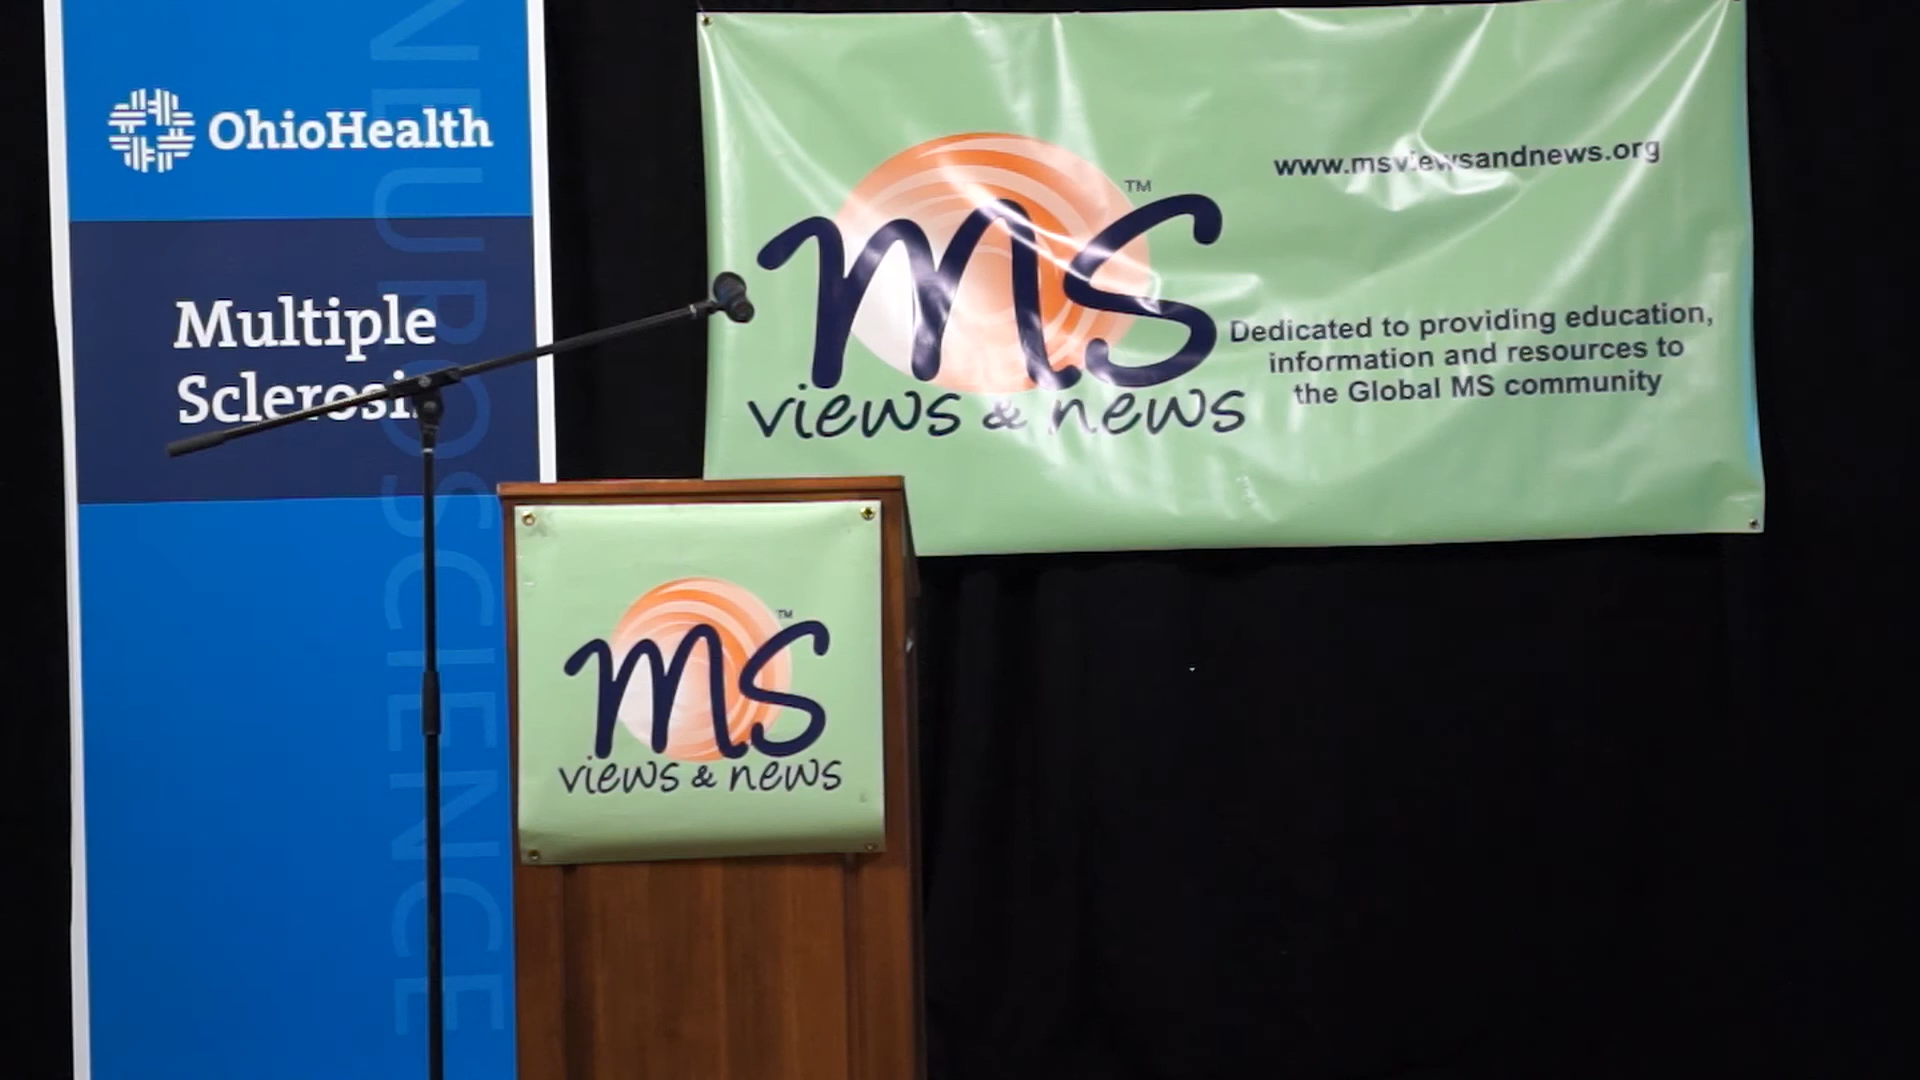 NEUROSCIENCE
OhioHealth
Multiple
Sclerosis
www.msviewsandnews.org
TM
MS
views & news
Dedicated to providing education,
information and resources to
the Global MS community
TM
MS
views & news